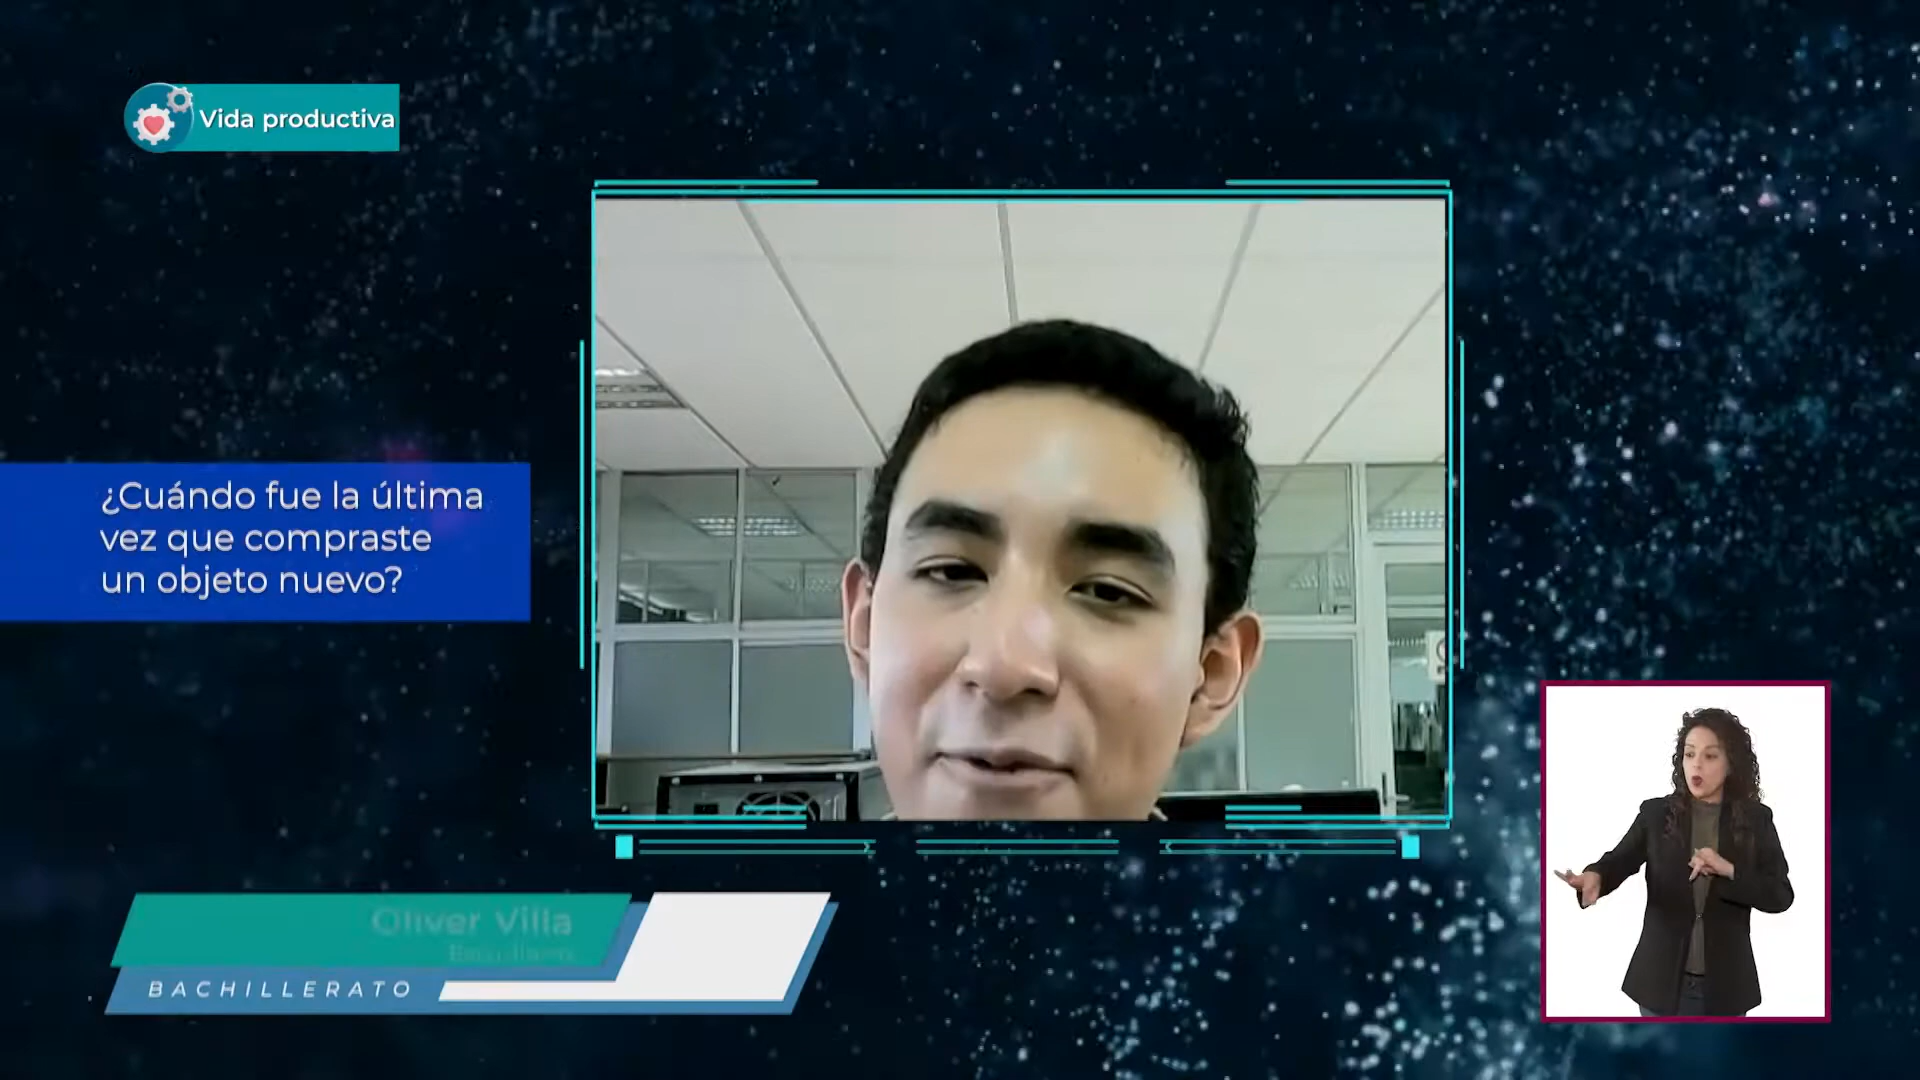 Vida productiva
¿Cuándo fue la última
vez que compraste
un objeto nuevo?
Oliver Villa
BACHILLERATO